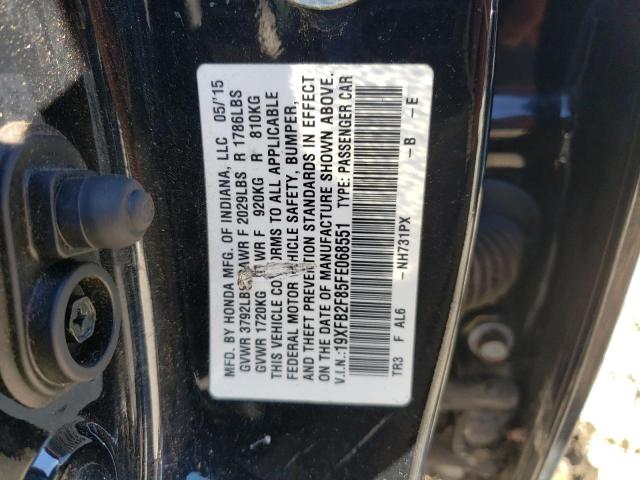 MFD. BY HONDA MFG. OF INDIANA, LLC 05/'15
GVWR 3792LBS GAWR F 2029LBS R 1786LBS
GVWR 1720KG GAWR F 920KG R 810KG
THIS VEHICLE CONFORMS TO ALL APPLICABLE
FEDERAL MOTOR VEHICLE SAFETY, BUMPER,
AND THEFT PREVENTION STANDARDS IN EFFECT
ON THE DATE OF MANUFACTURE SHOWN ABOVE.
V.I.N.:19XFB2F85FE068551 TYPE: PASSENGER CAR
TR3 F AL6 -NH731PX -B -E